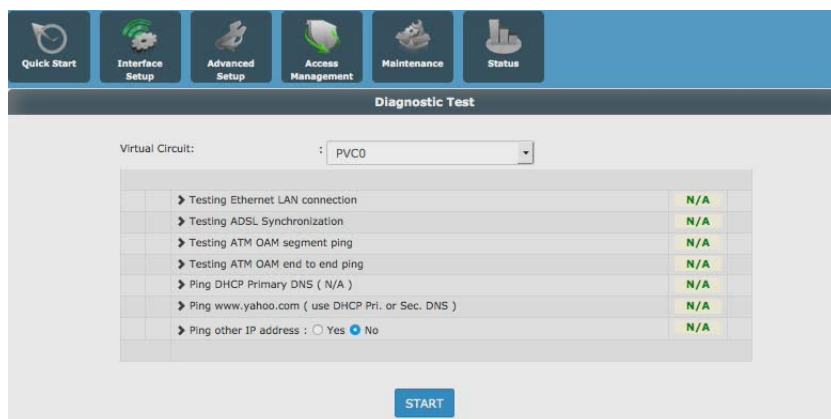 Quick Start
Interface Setup
Advanced Setup
Access Management
Maintenance
Status
Diagnostic Test
Virtual Circuit: : PVC0
Testing Ethernet LAN connection N/A
Testing ADSL Synchronization N/A
Testing ATM OAM segment ping N/A
Testing ATM OAM end to end ping N/A
Ping DHCP Primary DNS ( N/A ) N/A
Ping www.yahoo.com ( use DHCP Pri. or Sec. DNS ) N/A
Ping other IP address : Yes No N/A
START